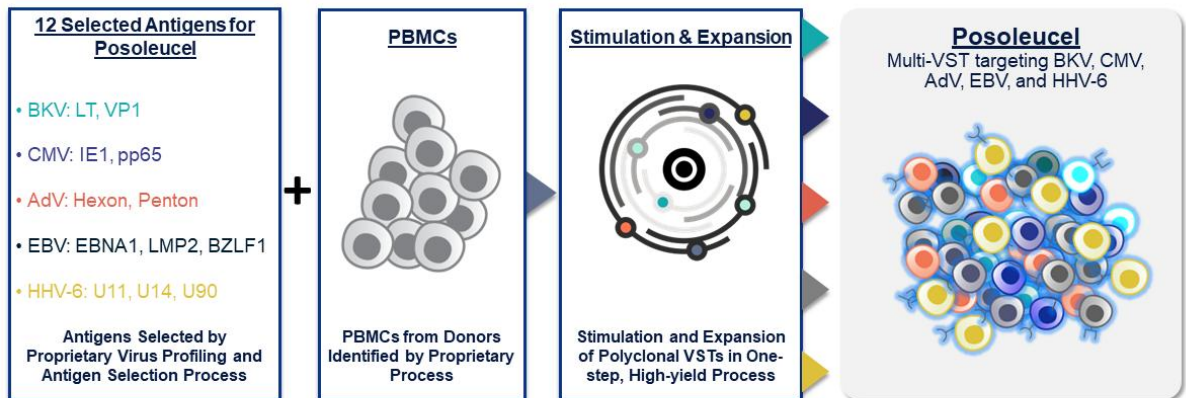 12 Selected Antigens for
Posoleucel
• BKV: LT, VP1
• CMV: IE1, pp65
• AdV: Hexon, Penton
• EBV: EBNA1, LMP2, BZLF1
• HHV-6: U11, U14, U90
Antigens Selected by
Proprietary Virus Profiling and
Antigen Selection Process
+
PBMCs
PBMCs from Donors
Identified by Proprietary
Process
Stimulation & Expansion
Stimulation and Expansion
of Polyclonal VSTs in One-
step, High-yield Process
Posoleucel
Multi-VST targeting BKV, CMV,
AdV, EBV, and HHV-6